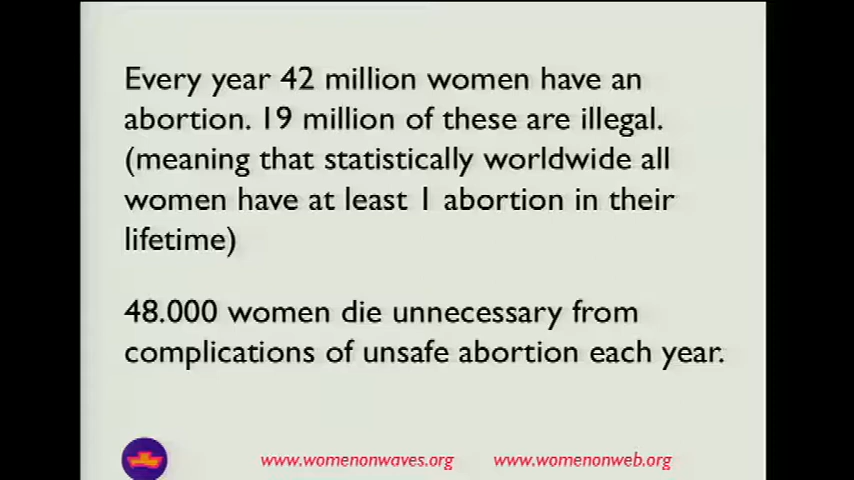 Every year 42 million women have an
abortion. 19 million of these are illegal.
(meaning that statistically worldwide all
women have at least 1 abortion in their
lifetime)
48.000 women die unnecessary from
complications of unsafe abortion each year.
www.womenonwaves.org www.womenonweb.org